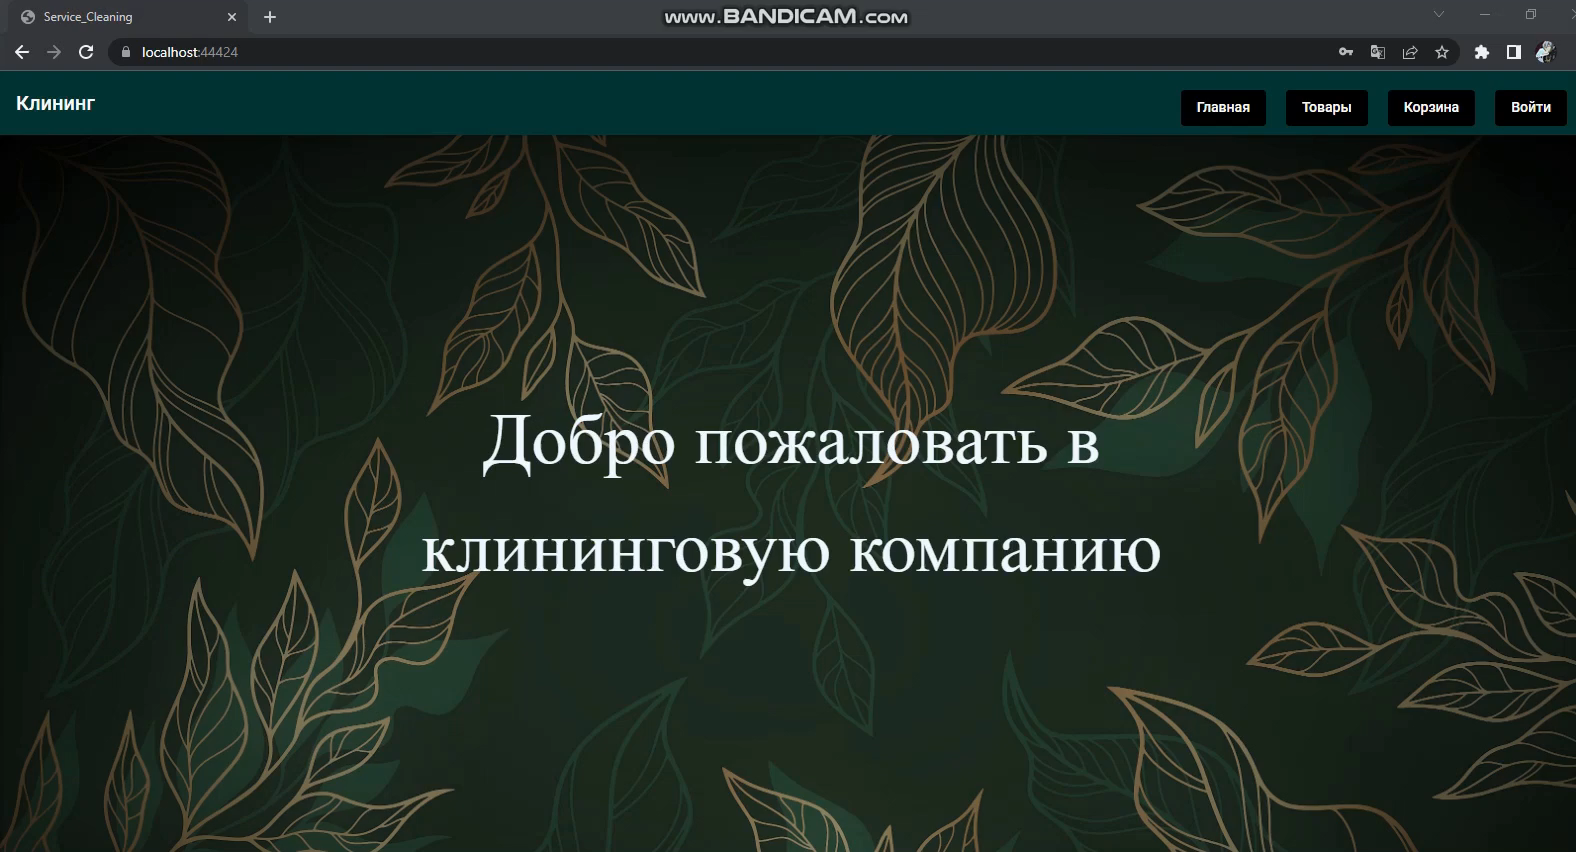 Service_Cleaning
www.BANDICAM.com
localhost:44424
Клининг
Главная
Товары
Корзина
Войти
Добро пожаловать в
клининговую компанию